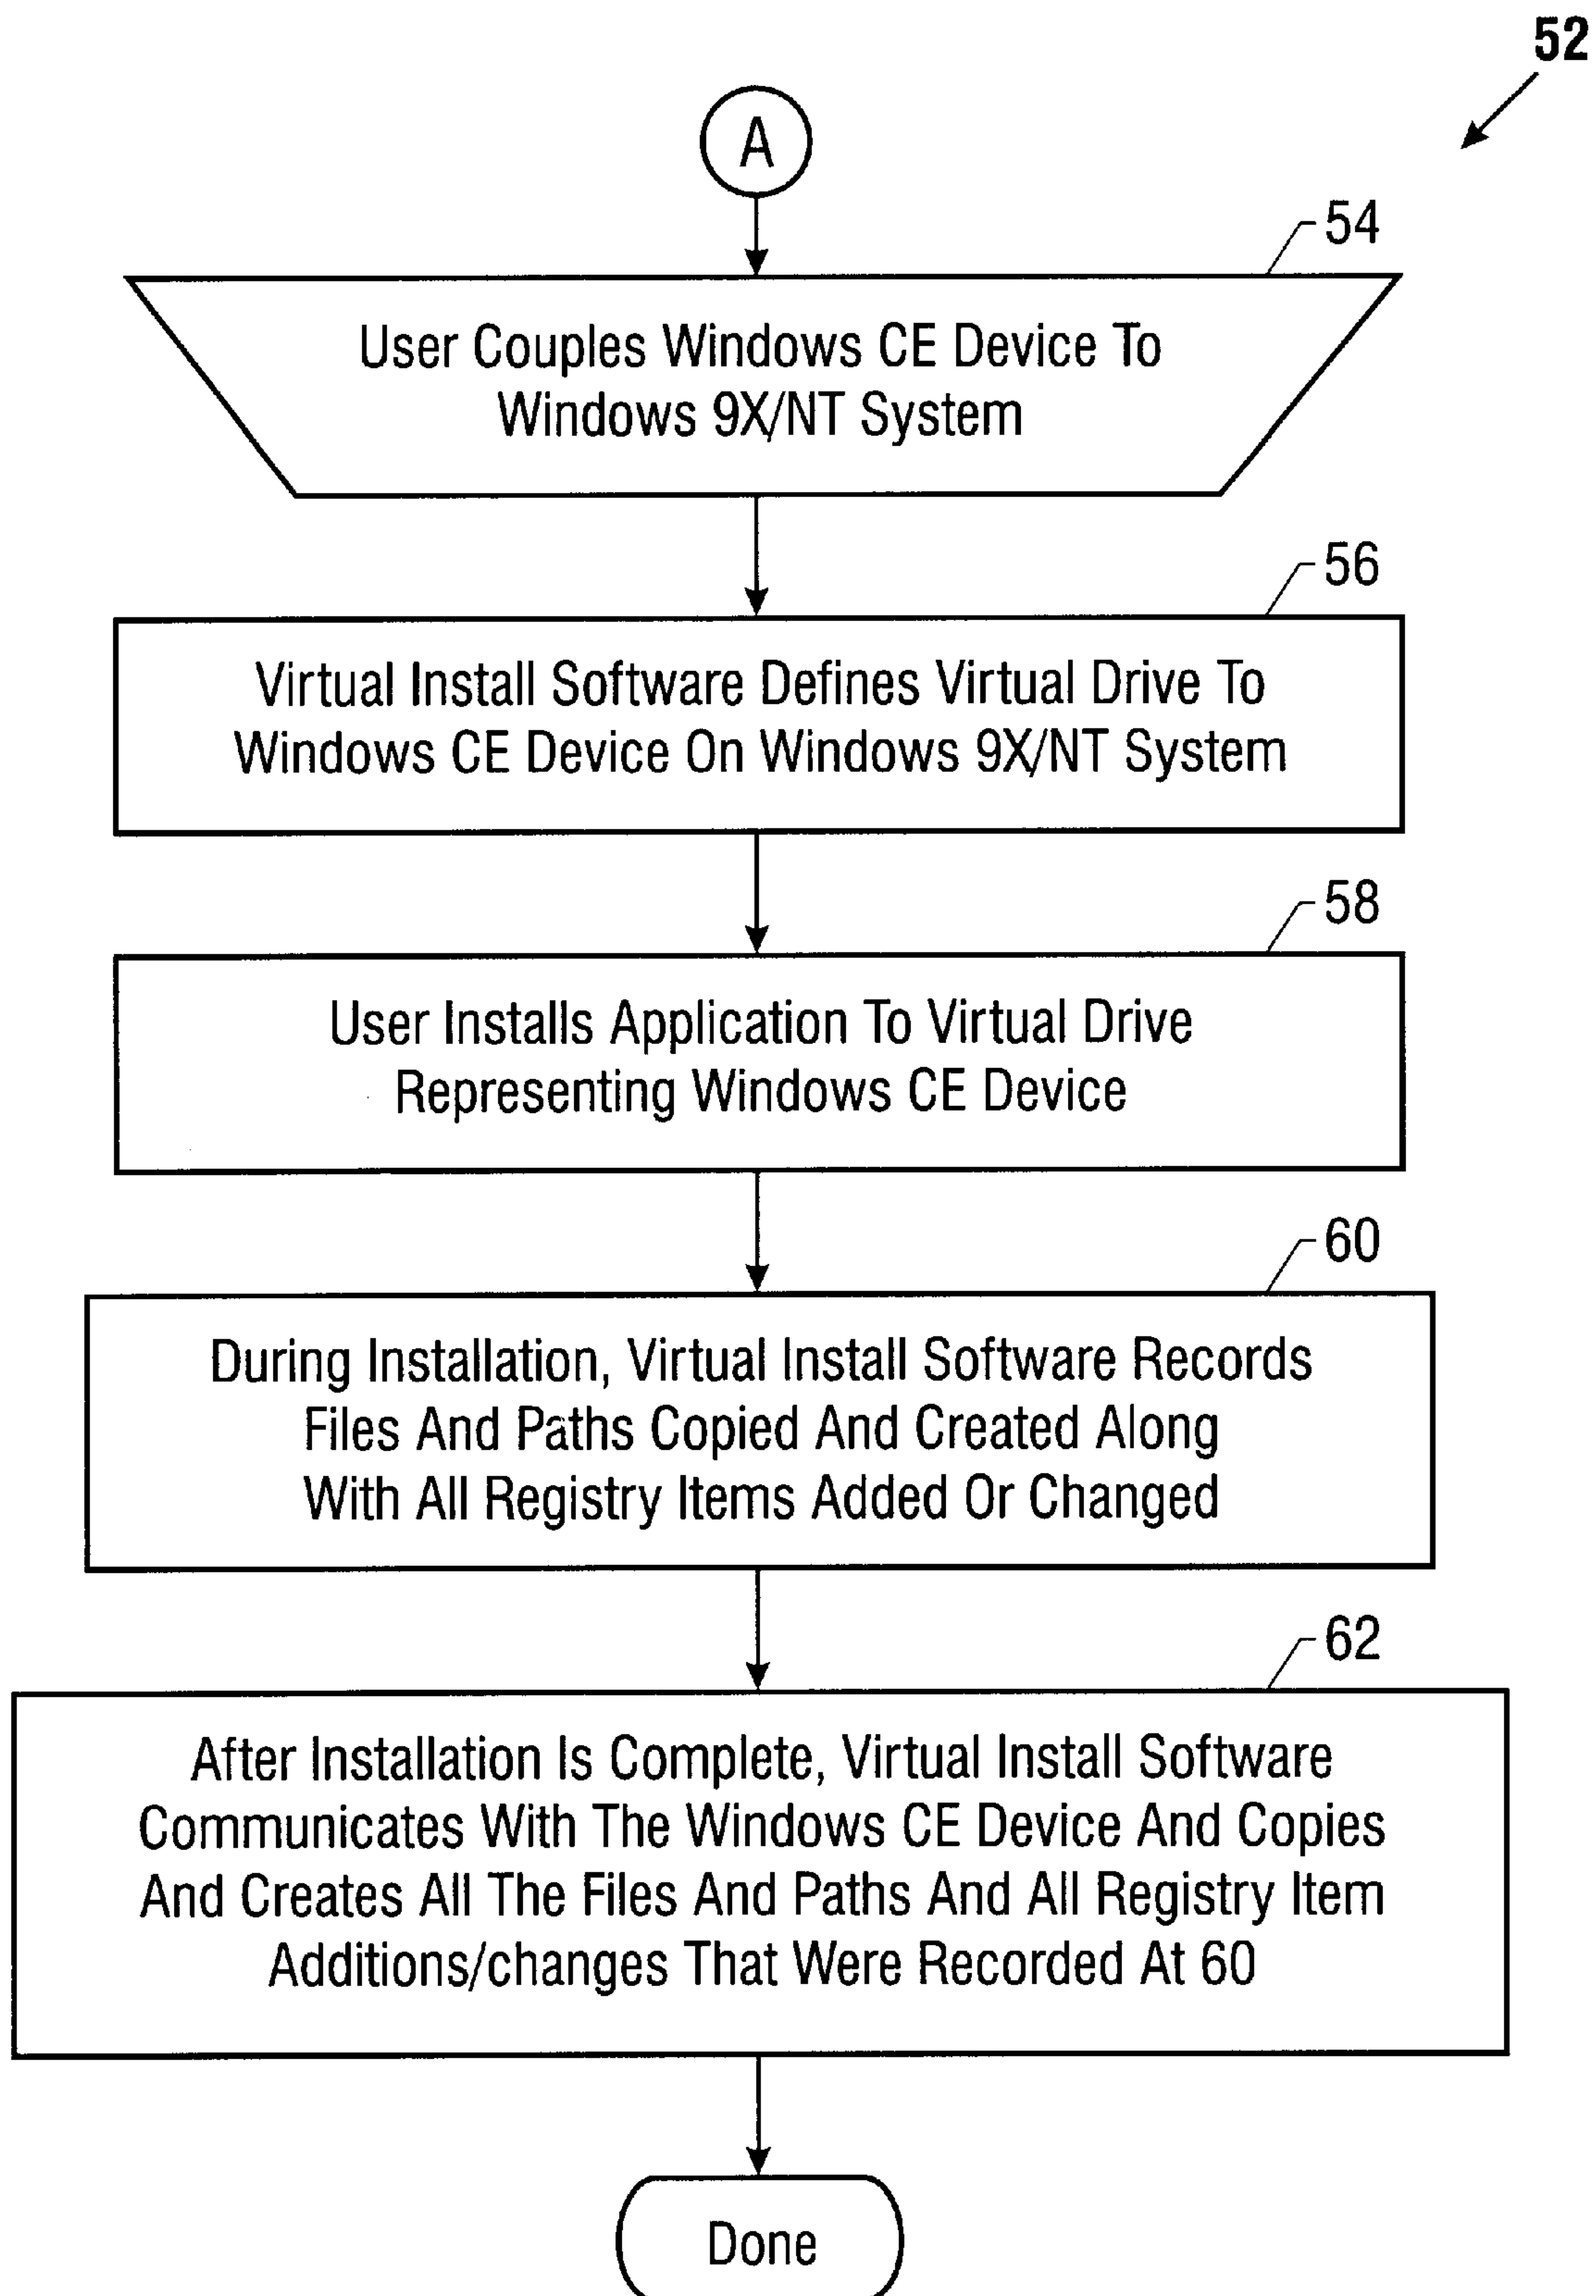 52
A
54
User Couples Windows CE Device To
Windows 9X/NT System
56
Virtual Install Software Defines Virtual Drive To
Windows CE Device On Windows 9X/NT System
58
User Installs Application To Virtual Drive
Representing Windows CE Device
60
During Installation, Virtual Install Software Records
Files And Paths Copied And Created Along
With All Registry Items Added Or Changed
62
After Installation Is Complete, Virtual Install Software
Communicates With The Windows CE Device And Copies
And Creates All The Files And Paths And All Registry Item
Additions/changes That Were Recorded At 60
Done